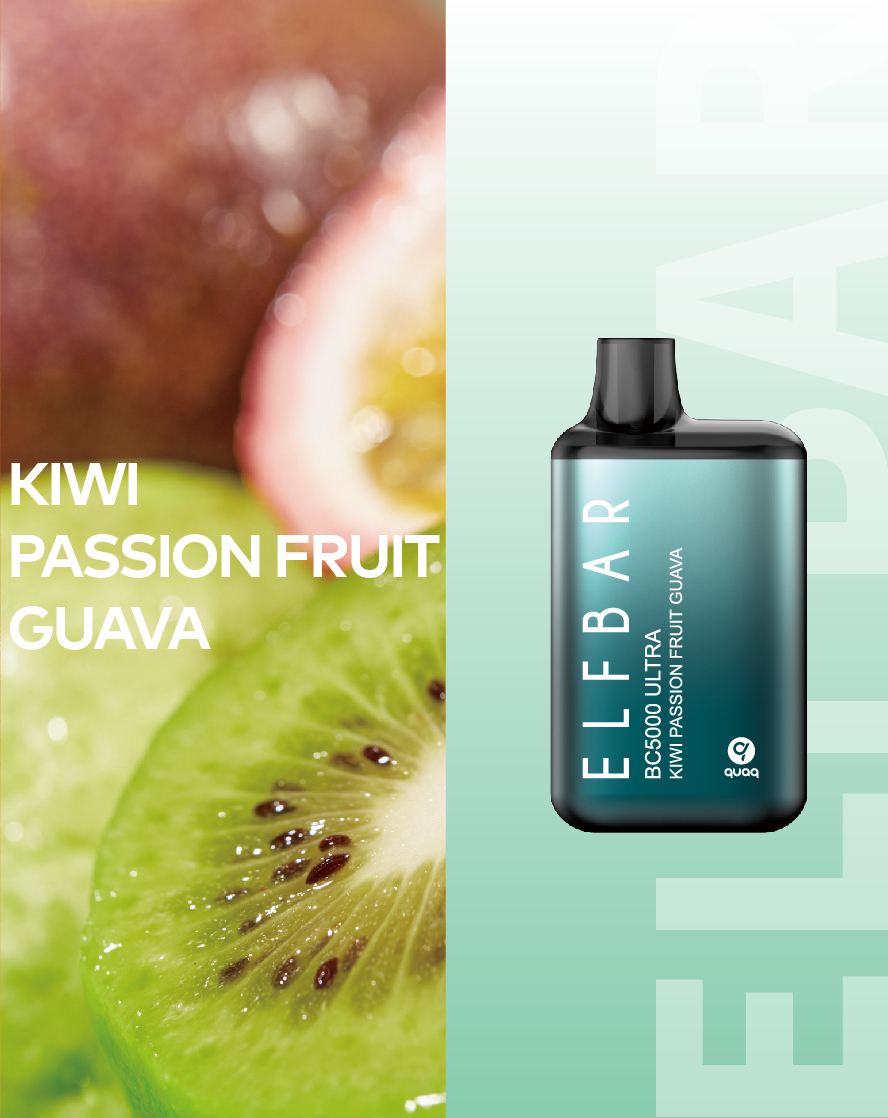 KIWI
PASSION FRUIT
GUAVA
ELFBAR
BC5000 ULTRA
KIWI PASSION FRUIT GUAVA
QUAQ
ELFBAR